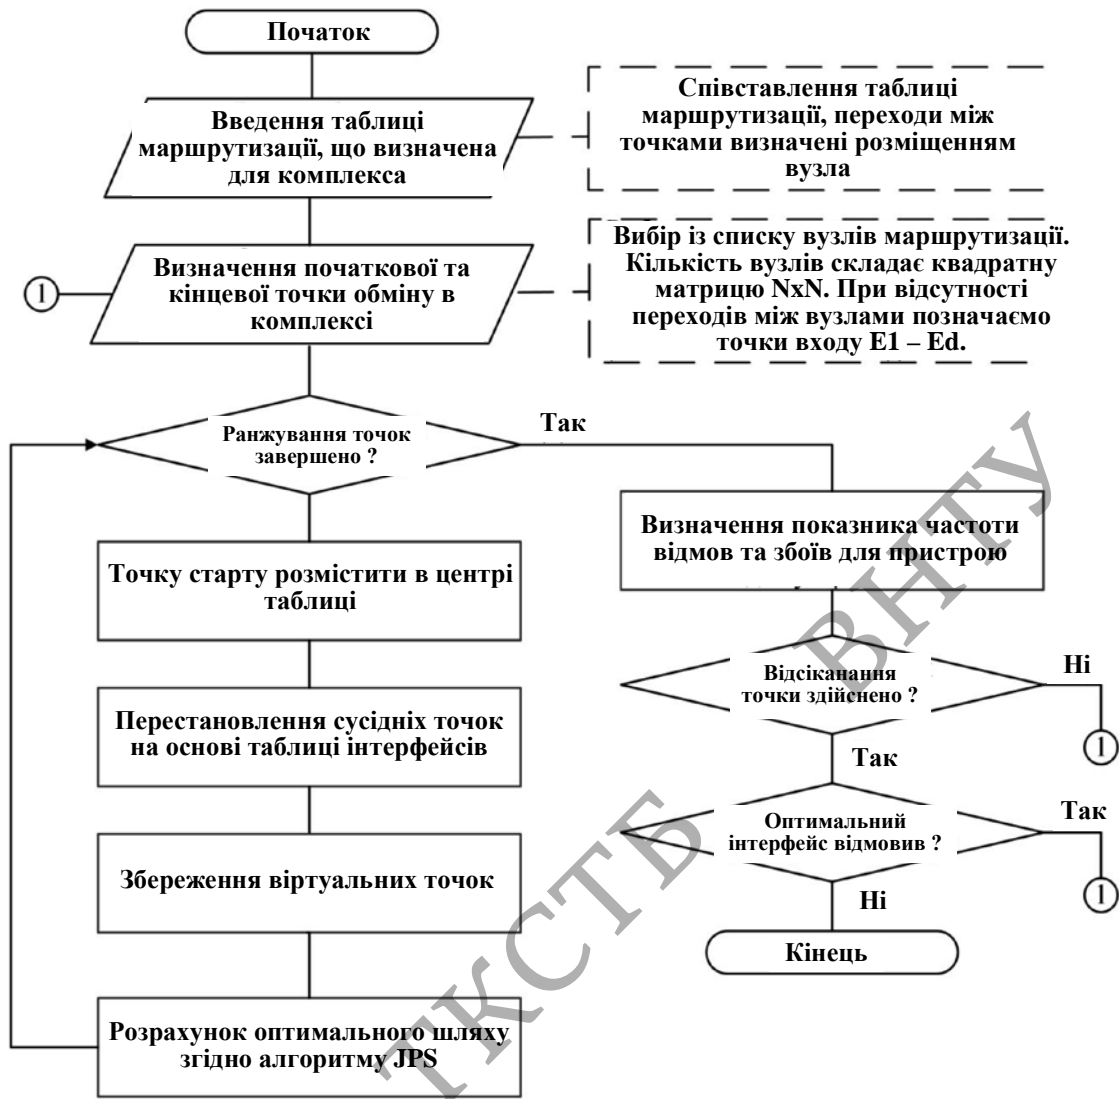 Початок
Введення таблиці
маршрутизації, що визначена
для комплекса
Співставлення таблиці
маршрутизації, переходи між
точками визначені розміщенням
вузла
1
Визначення початкової та
кінцевої точки обміну в
комплексі
Вибір із списку вузлів маршрутизації.
Кількість вузлів складає квадратну
матрицю NxN. При відсутності
переходів між вузлами позначаємо
точки входу E1 – Ed.
Ранжування точок
завершено ?
Так
Точку старту розмістити в центрі
таблиці
Перестановлення сусідніх точок
на основі таблиці інтерфейсів
Збереження віртуальних точок
Розрахунок оптимального шляху
згідно алгоритму JPS
Визначення показника частоти
відмов та збоїв для пристрою
Відсіканання
точки здійснено ?
Ні
1
Так
Оптимальний
інтерфейс відмовив ?
Так
1
Ні
Кінець
ТКСТБ ВНТУ